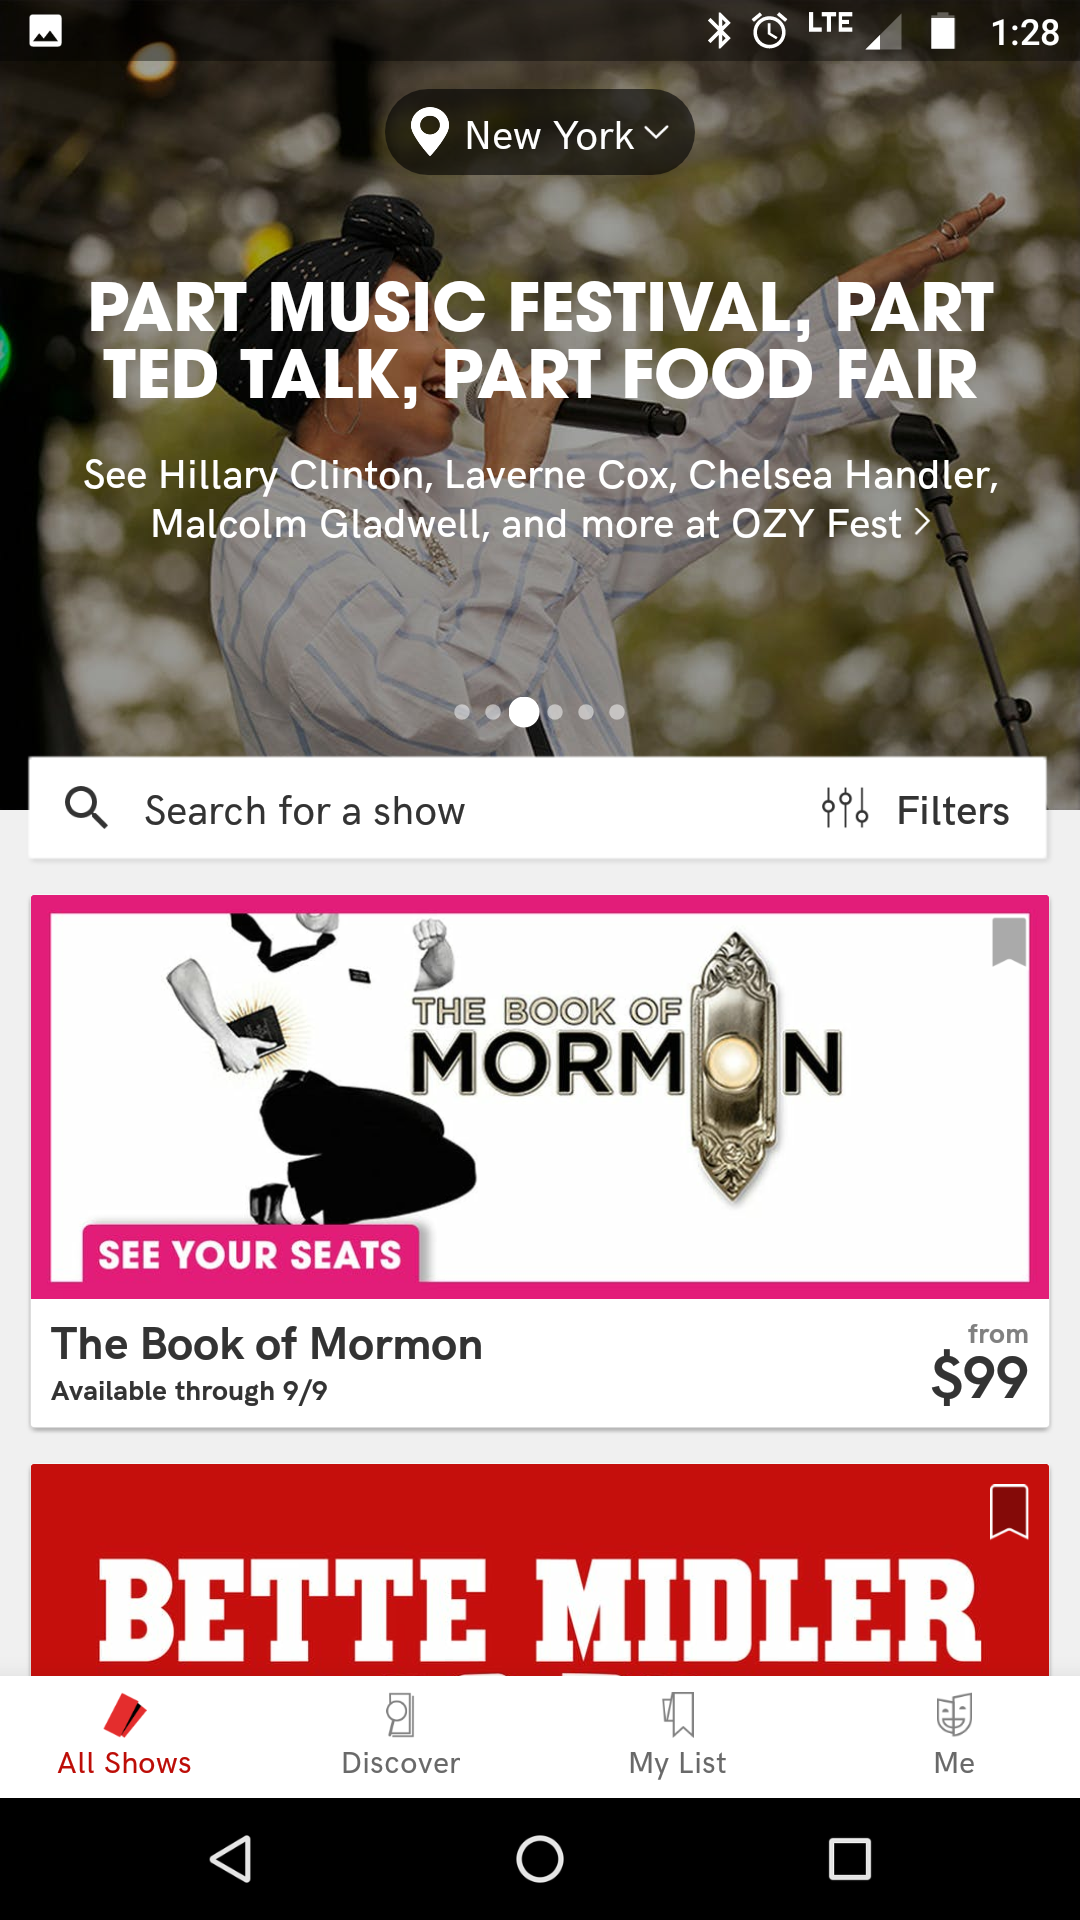 LTE 1:28
New York
PART MUSIC FESTIVAL, PART
TED TALK, PART FOOD FAIR
See Hillary Clinton, Laverne Cox, Chelsea Handler,
Malcolm Gladwell, and more at OZY Fest >
Search for a show
Filters
THE BOOK OF
MORMON
SEE YOUR SEATS
The Book of Mormon
Available through 9/9
from
$99
BETTE MIDLER
All Shows
Discover
My List
Me